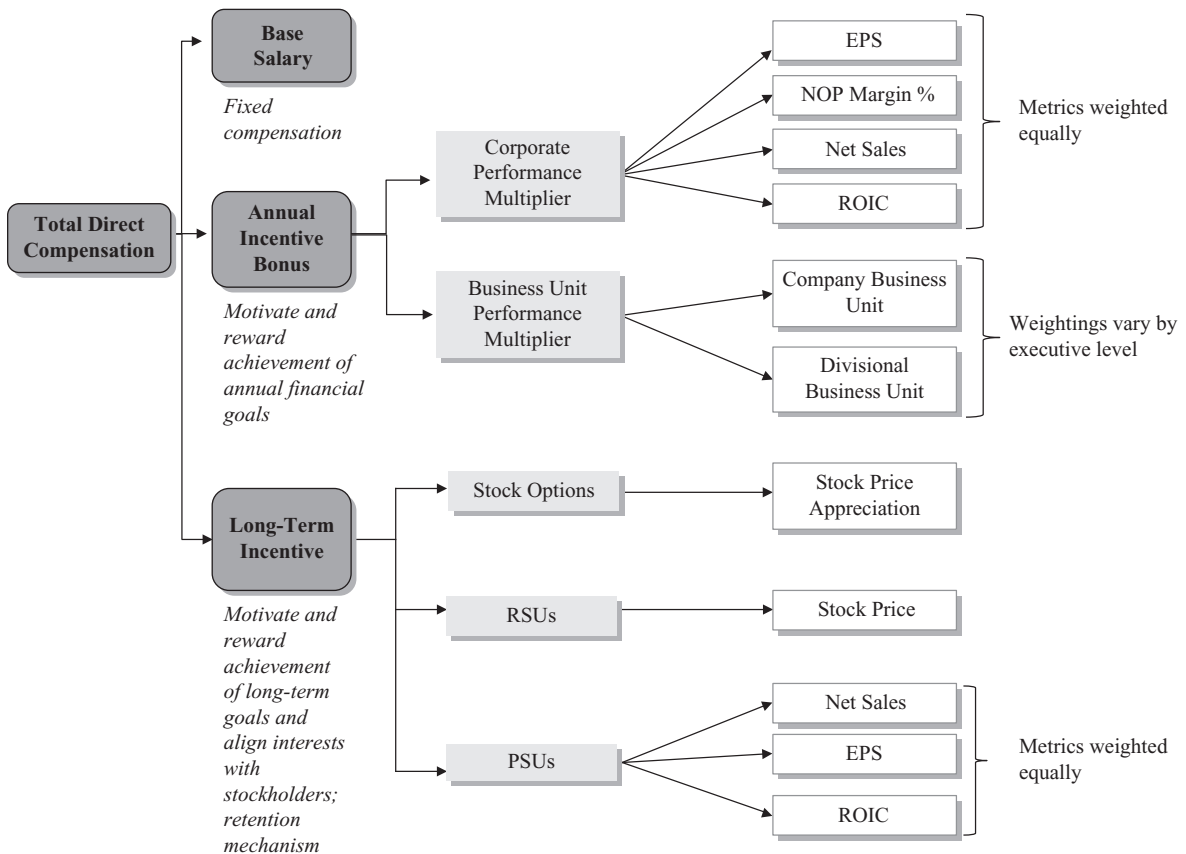 Total Direct
Compensation
Base
Salary
Fixed
compensation
Annual
Incentive
Bonus
Motivate and
reward
achievement of
annual financial
goals
Corporate
Performance
Multiplier
EPS
NOP Margin %
Net Sales
ROIC
Metrics weighted
equally
Business Unit
Performance
Multiplier
Company Business
Unit
Divisional
Business Unit
Weightings vary by
executive level
Long-Term
Incentive
Motivate and
reward
achievement
of long-term
goals and
align interests
with
stockholders;
retention
mechanism
Stock Options
Stock Price
Appreciation
RSUs
Stock Price
PSUs
Net Sales
EPS
ROIC
Metrics weighted
equally